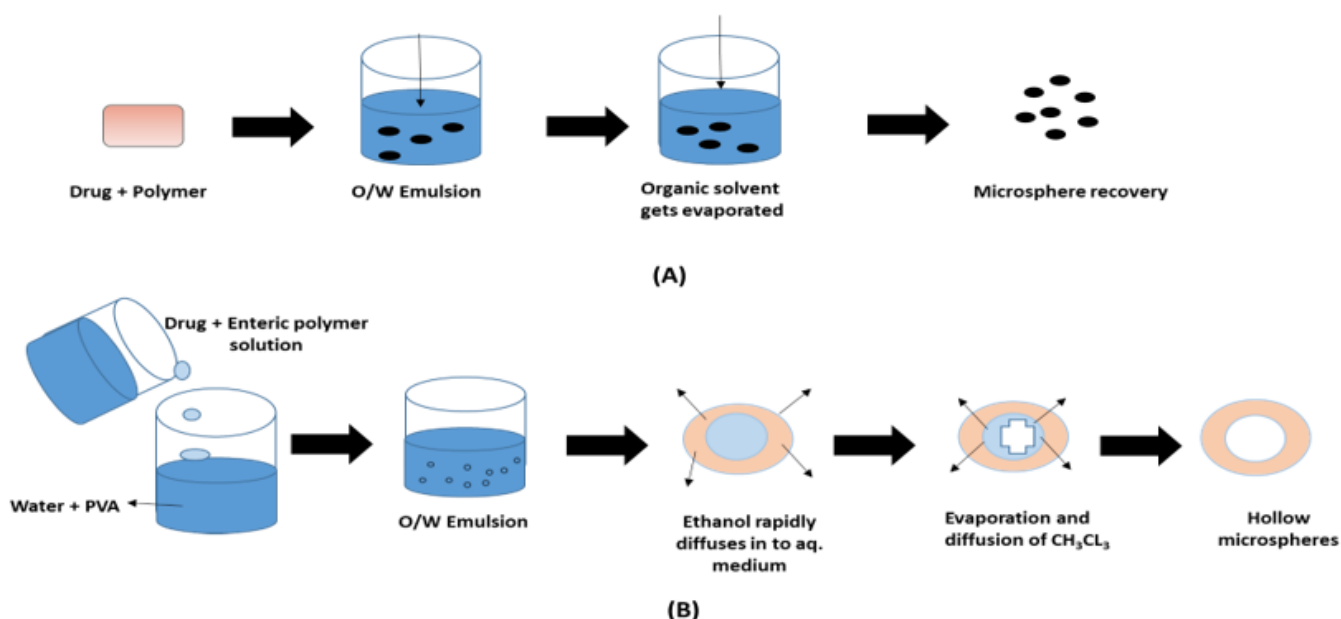 Drug + Polymer
O/W Emulsion
Organic solvent
gets evaporated
Microsphere recovery
(A)
Drug + Enteric polymer
solution
Water + PVA
O/W Emulsion
Ethanol rapidly
diffuses in to aq.
medium
Evaporation and
diffusion of CH₃CL₃
Hollow
microspheres
(B)